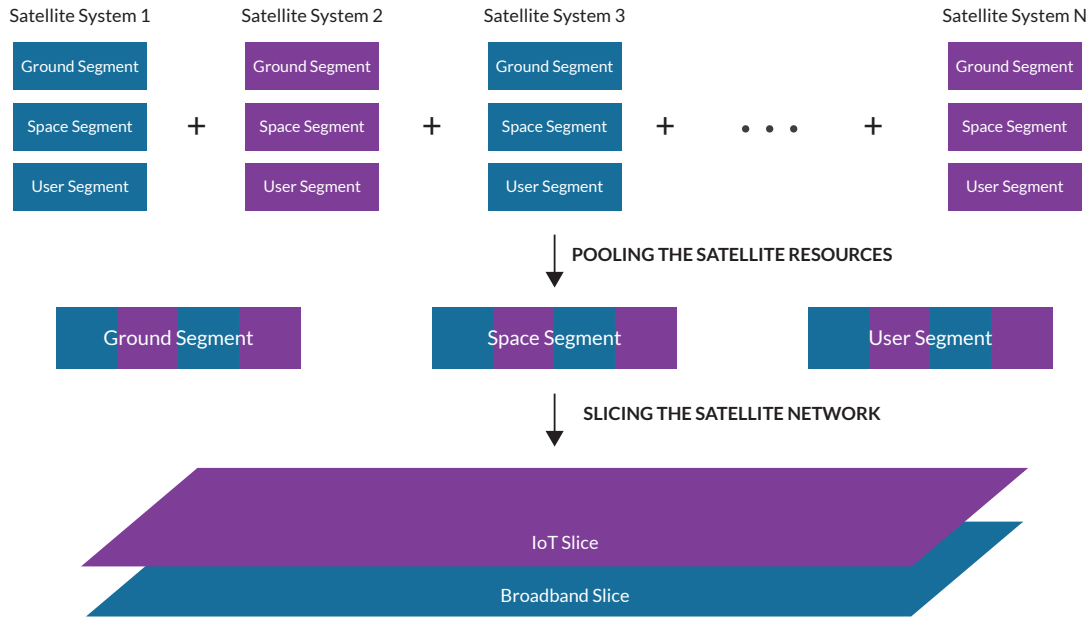 Satellite System 1
Satellite System 2
Satellite System 3
Satellite System N
Ground Segment
Ground Segment
Ground Segment
Ground Segment
Space Segment
+
Space Segment
+
Space Segment
+
• • •
+
Space Segment
User Segment
User Segment
User Segment
User Segment
POOLING THE SATELLITE RESOURCES
Ground Segment
Space Segment
User Segment
SLICING THE SATELLITE NETWORK
IoT Slice
Broadband Slice